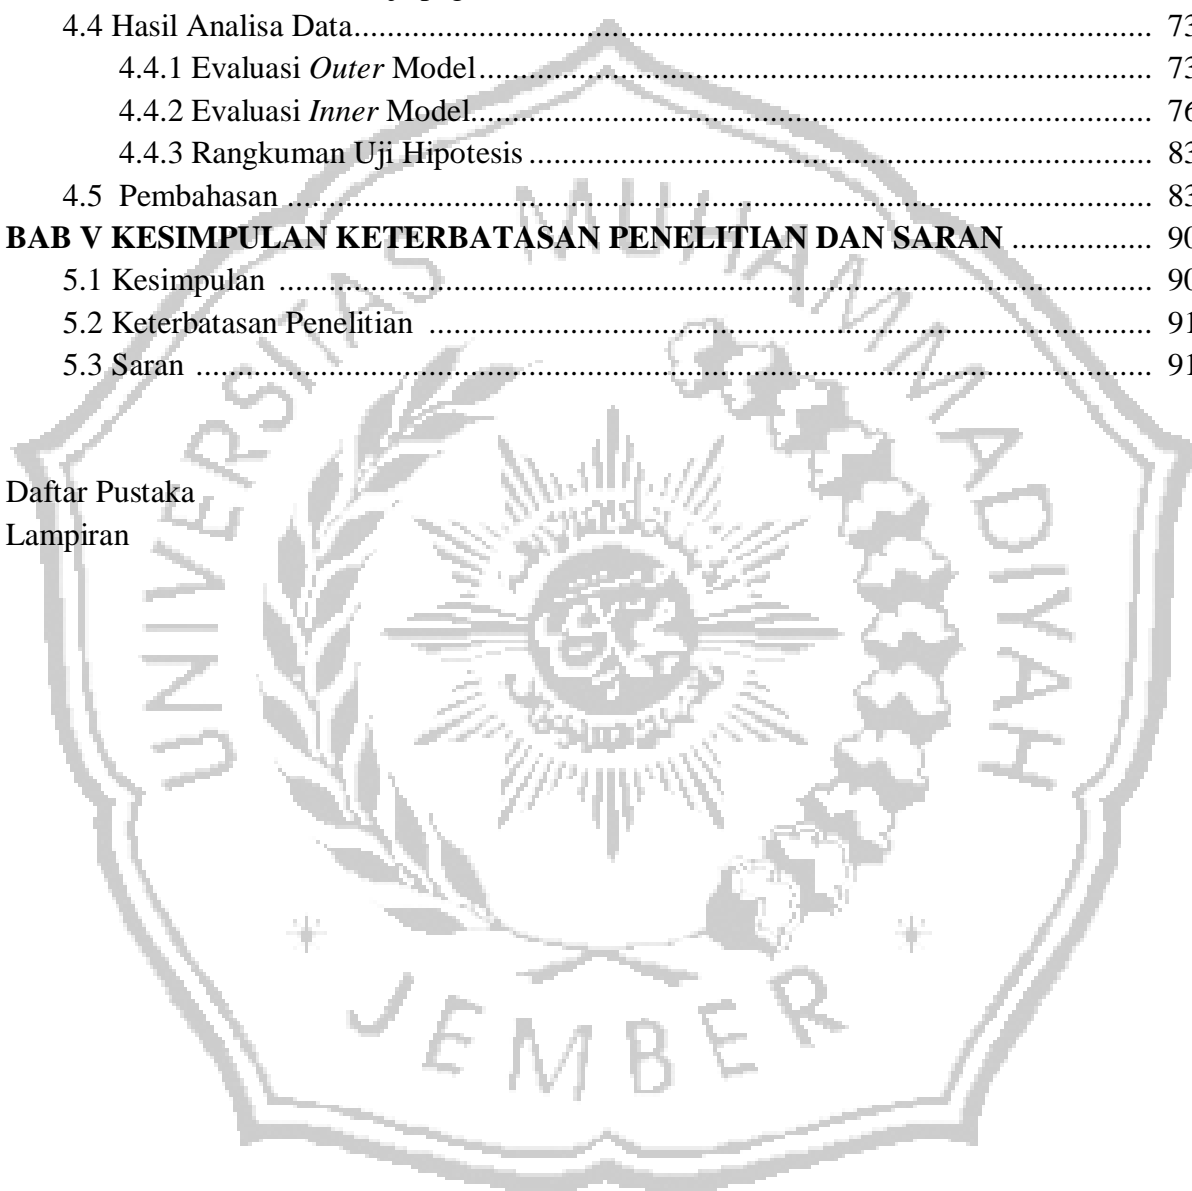 4.4 Hasil Analisa Data........ 73
4.4.1 Evaluasi Outer Model........ 73
4.4.2 Evaluasi Inner Model........ 76
4.4.3 Rangkuman Uji Hipotesis ........ 83
4.5 Pembahasan ........ 83
BAB V KESIMPULAN KETERBATASAN PENELITIAN DAN SARAN ........ 90
5.1 Kesimpulan ........ 90
5.2 Keterbatasan Penelitian ........ 91
5.3 Saran ........ 91
Daftar Pustaka
Lampiran
UNIVERSITAS MUHAMMADIYAH
JEMBER